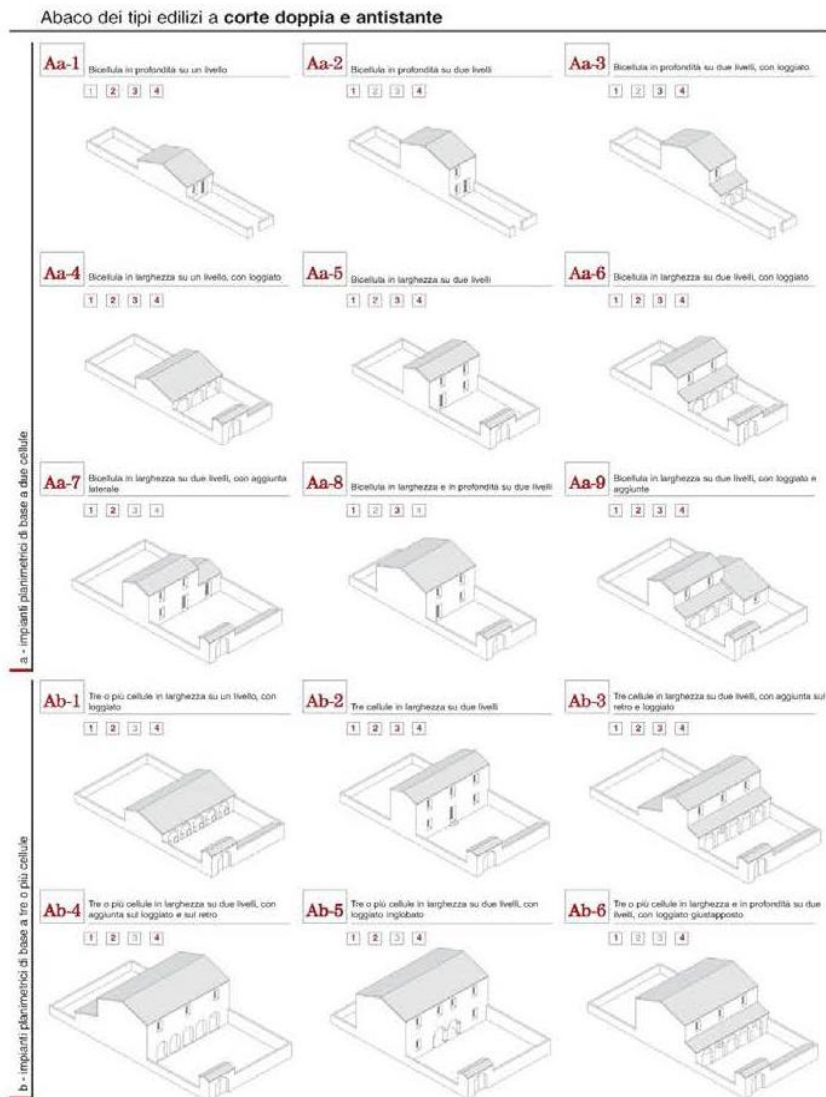 Abaco dei tipi edilizi a corte doppia e antistante
a - impianti planimetrici di base a due cellule
Aa-1 Bicellula in profondità su un livello
1 2 3 4
Aa-2 Bicellula in profondità su due livelli
1 2 3 4
Aa-3 Bicellula in profondità su due livelli, con loggiato
1 2 3 4
Aa-4 Bicellula in larghezza su un livello, con loggiato
1 2 3 4
Aa-5 Bicellula in larghezza su due livelli
1 2 3 4
Aa-6 Bicellula in larghezza su due livelli, con loggiato
1 2 3 4
Aa-7 Bicellula in larghezza su due livelli, con aggiunta
laterale
1 2 3 4
Aa-8 Bicellula in larghezza e in profondità su due livelli
1 2 3 4
Aa-9 Bicellula in larghezza su due livelli, con loggiato e
aggiunte
1 2 3 4
b - impianti planimetrici di base a tre o più cellule
Ab-1 Tre o più cellule in larghezza su un livello, con
loggiato
1 2 3 4
Ab-2 Tre cellule in larghezza su due livelli
1 2 3 4
Ab-3 Tre cellule in larghezza su due livelli, con aggiunta sul
retro e loggiato
1 2 3 4
Ab-4 Tre o più cellule in larghezza su due livelli, con
aggiunta sul loggiato e sul retro
1 2 3 4
Ab-5 Tre o più cellule in larghezza su due livelli, con
loggiato inglobato
1 2 3 4
Ab-6 Tre o più cellule in larghezza e in profondità su due
livelli, con loggiato giustapposto
1 2 3 4